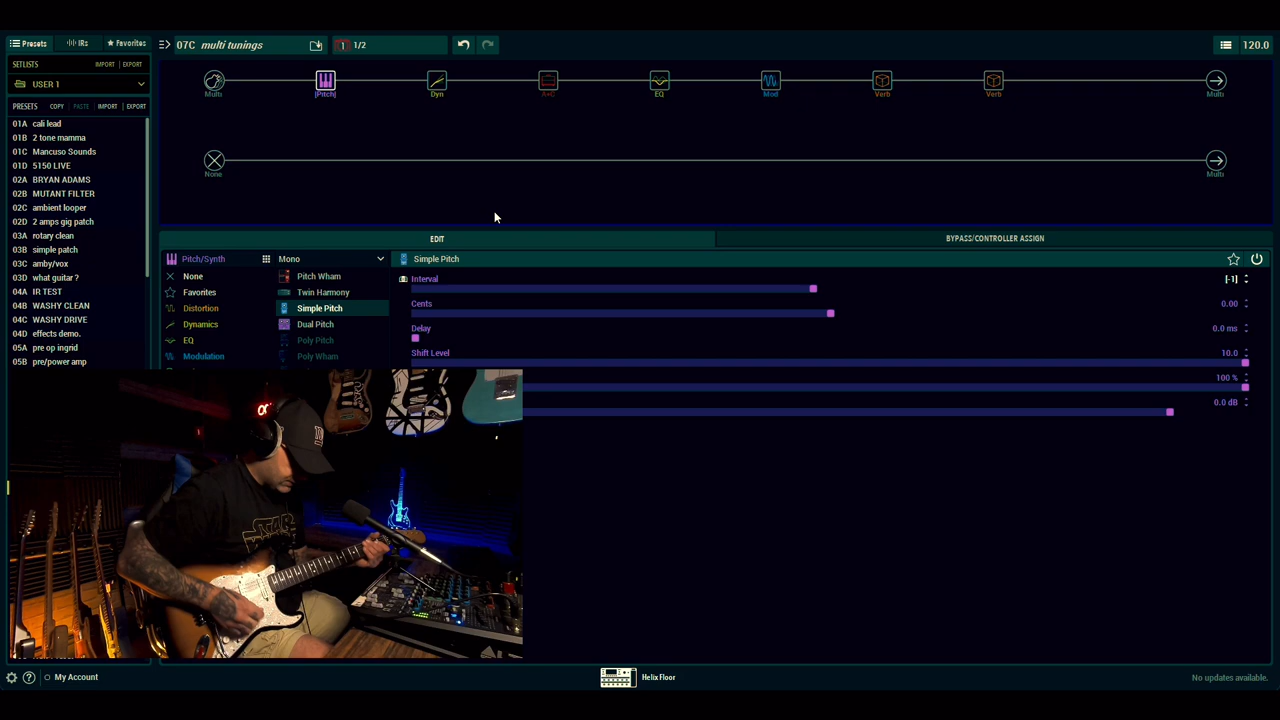 Presets
IRs
Favorites
07C multi tunings
1 1/2
120.0
SETLISTS
IMPORT EXPORT
USER 1
PRESETS COPY PASTE IMPORT EXPORT
01A cali lead
01B 2 tone mamma
01C Mancuso Sounds
01D 5150 LIVE
02A BRYAN ADAMS
02B MUTANT FILTER
02C ambient looper
02D 2 amps gig patch
03A rotary clean
03B simple patch
03C amby/vox
03D what guitar ?
04A IR TEST
04B WASHY CLEAN
04C WASHY DRIVE
04D effects demo.
05A pre op ingrid
05B pre/power amp
Multi
[Pitch]
Dyn
A+C
EQ
Mod
Verb
Verb
Multi
None
Multi
EDIT
BYPASS/CONTROLLER ASSIGN
Pitch/Synth
None
Favorites
Distortion
Dynamics
EQ
Modulation
Mono
Pitch Wham
Twin Harmony
Simple Pitch
Dual Pitch
Poly Pitch
Poly Wham
Simple Pitch
Interval [-1]
Cents 0.00
Delay 0.0 ms
Shift Level 10.0
100 %
0.0 dB
My Account
Helix Floor
No updates available.